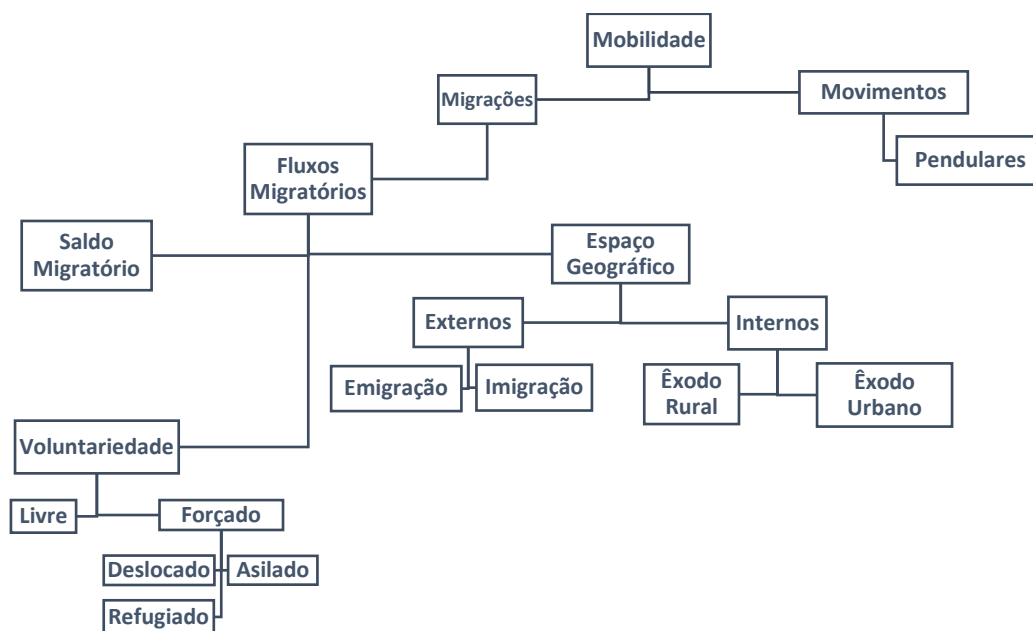 Mobilidade
Migrações
Movimentos
Pendulares
Fluxos
Migratórios
Saldo
Migratório
Espaço
Geográfico
Externos
Internos
Emigração
Imigração
Êxodo
Rural
Êxodo
Urbano
Voluntariedade
Livre
Forçado
Deslocado
Asilado
Refugiado